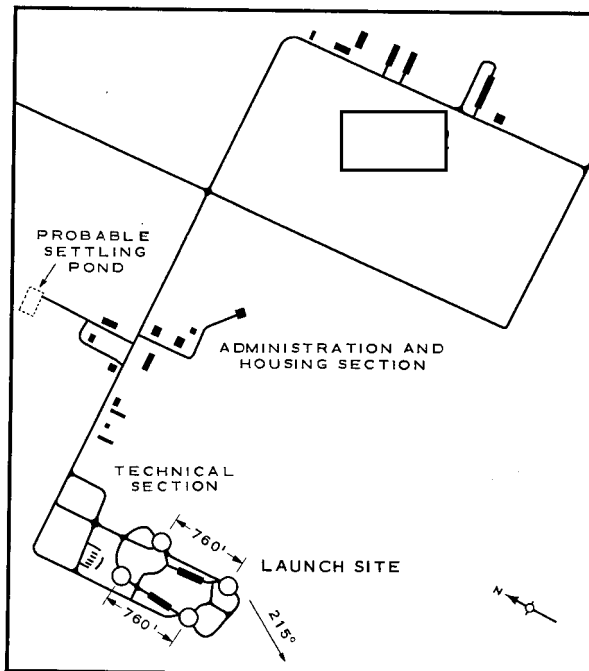 PROBABLE
SETTLING
POND
ADMINISTRATION AND
HOUSING SECTION
TECHNICAL
SECTION
760'
LAUNCH SITE
760'
215°
N